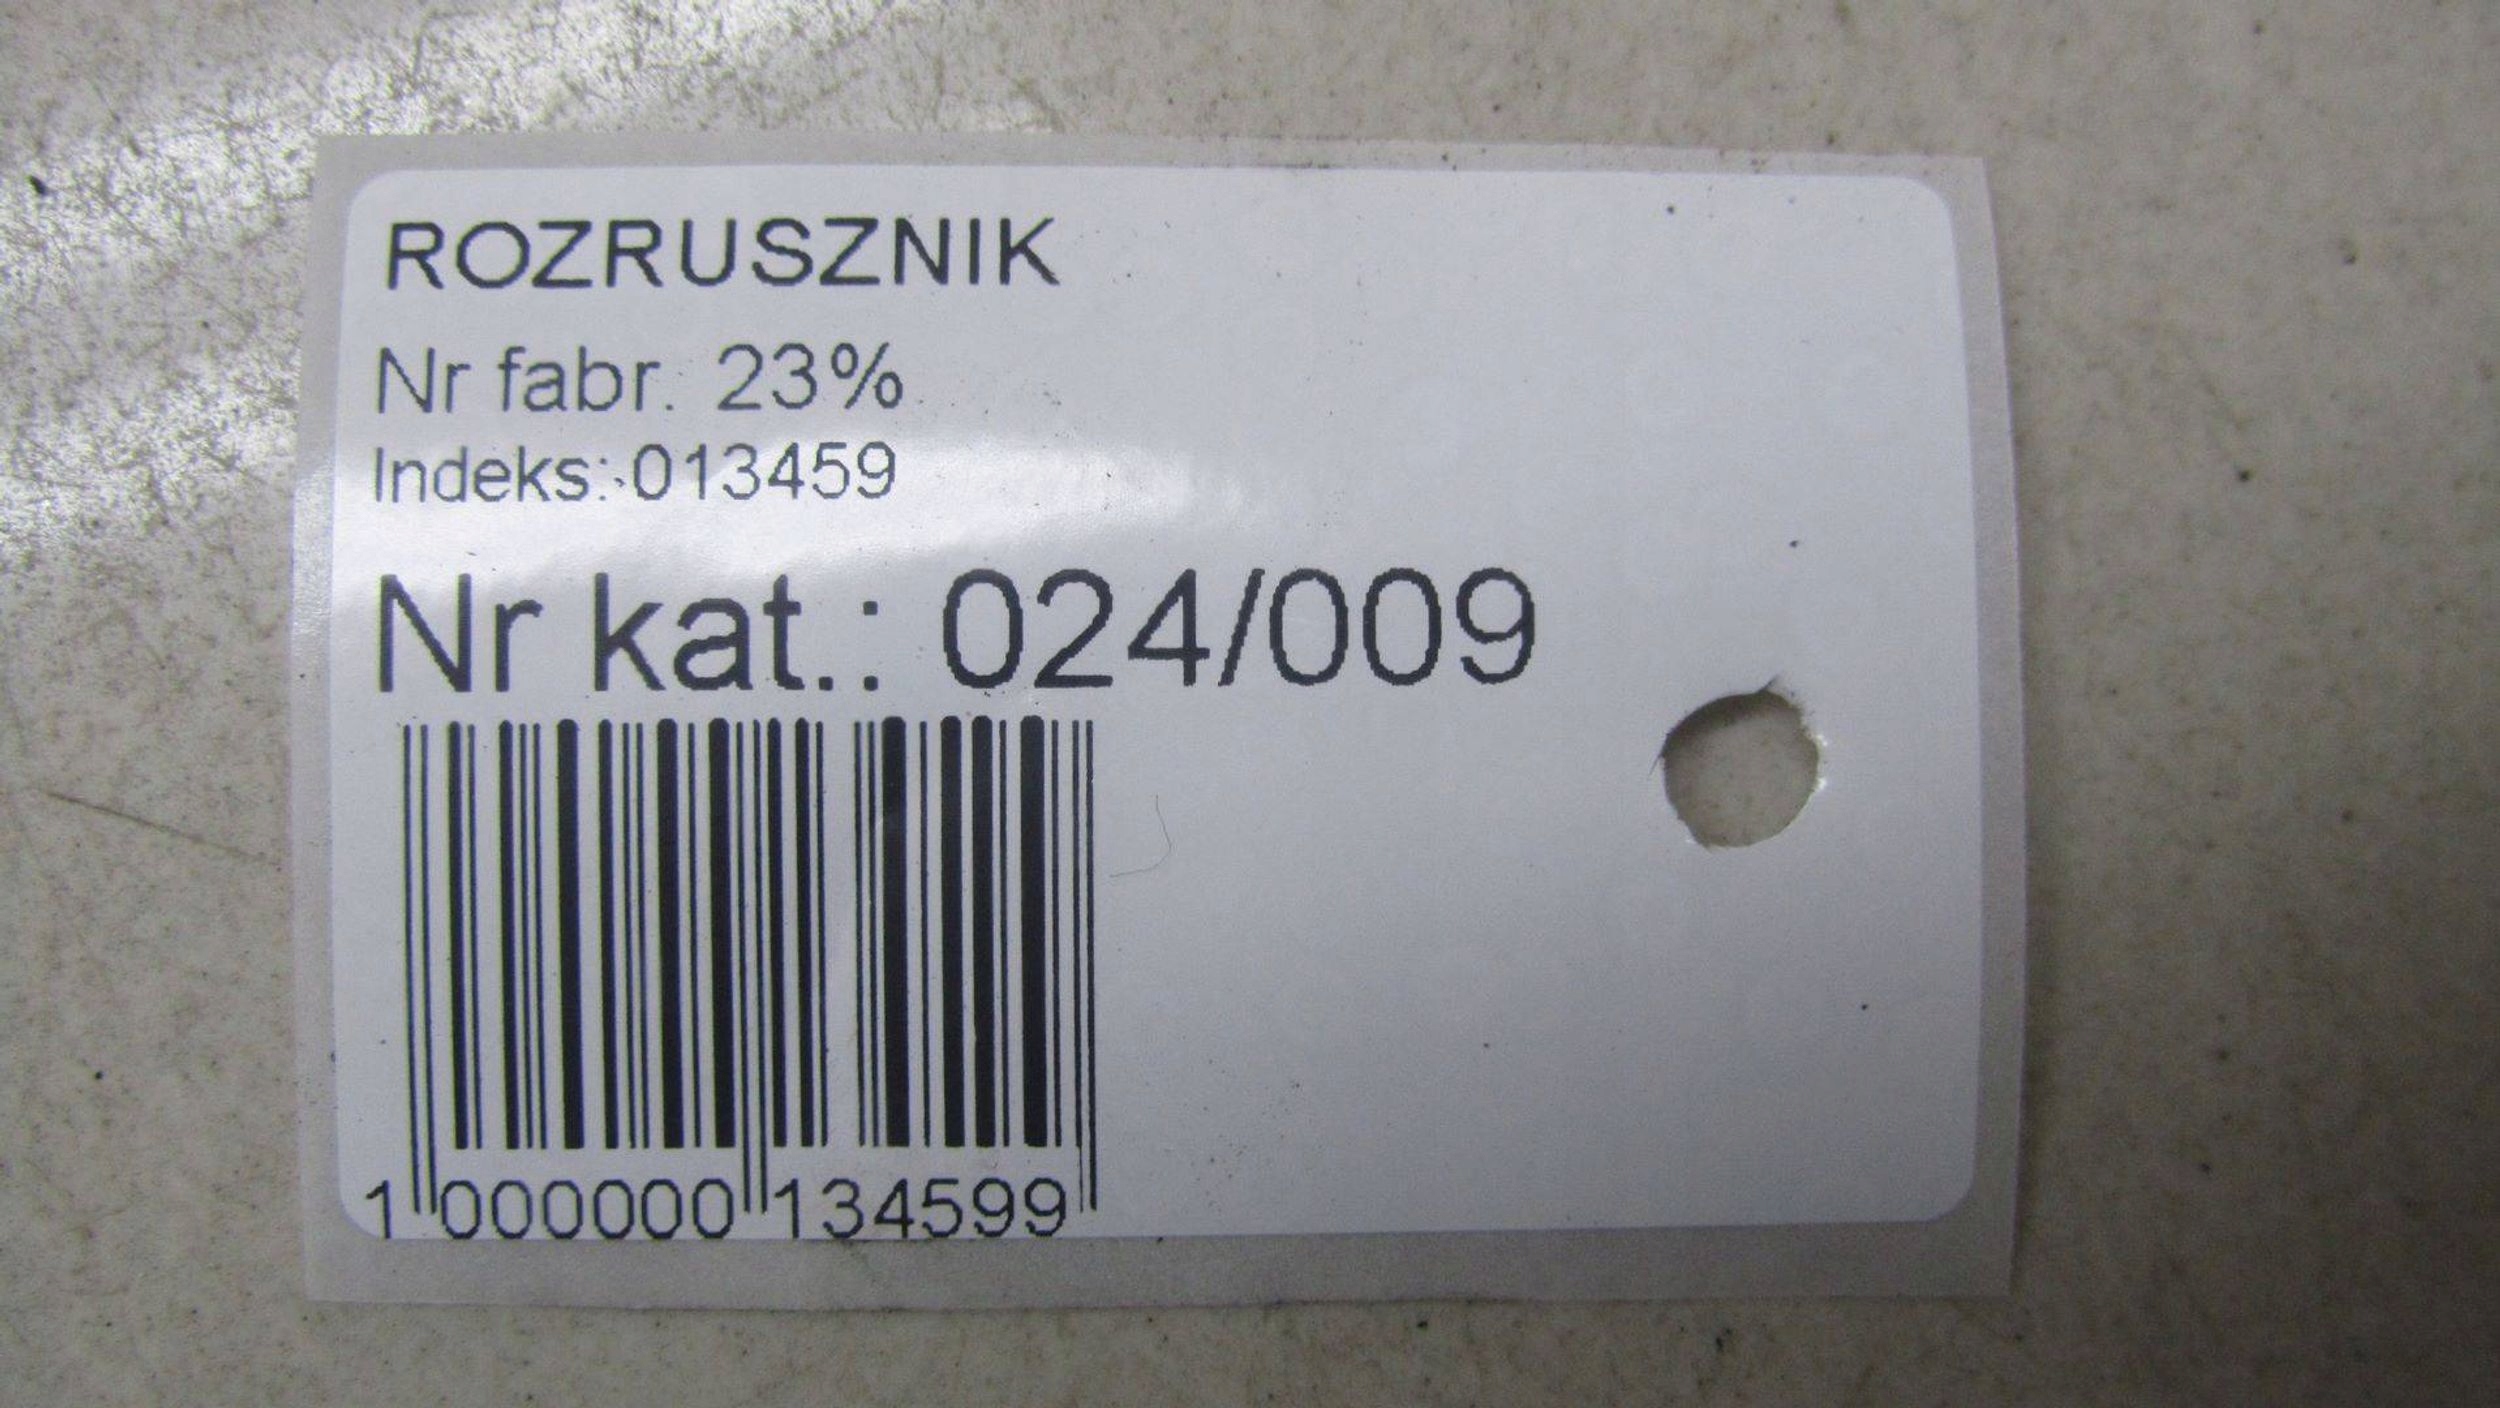 ROZRUSZNIK
Nr fabr. 23%
Indeks: 013459
Nr kat.: 024/009
1 000000 134599